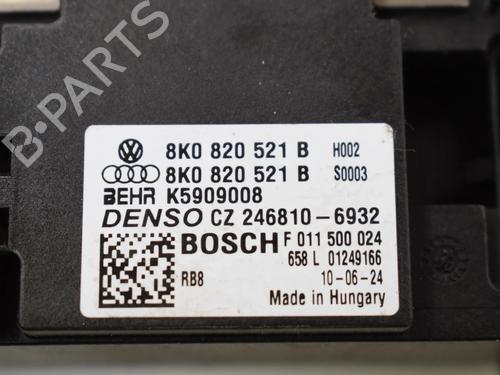 B-PARTS
8K0 820 521 B H002
8K0 820 521 B S0003
BEHR K5909008
DENSO CZ 246810-6932
BOSCH F 011 500 024
658 L 01249166
RB8 10-06-24
Made in Hungary